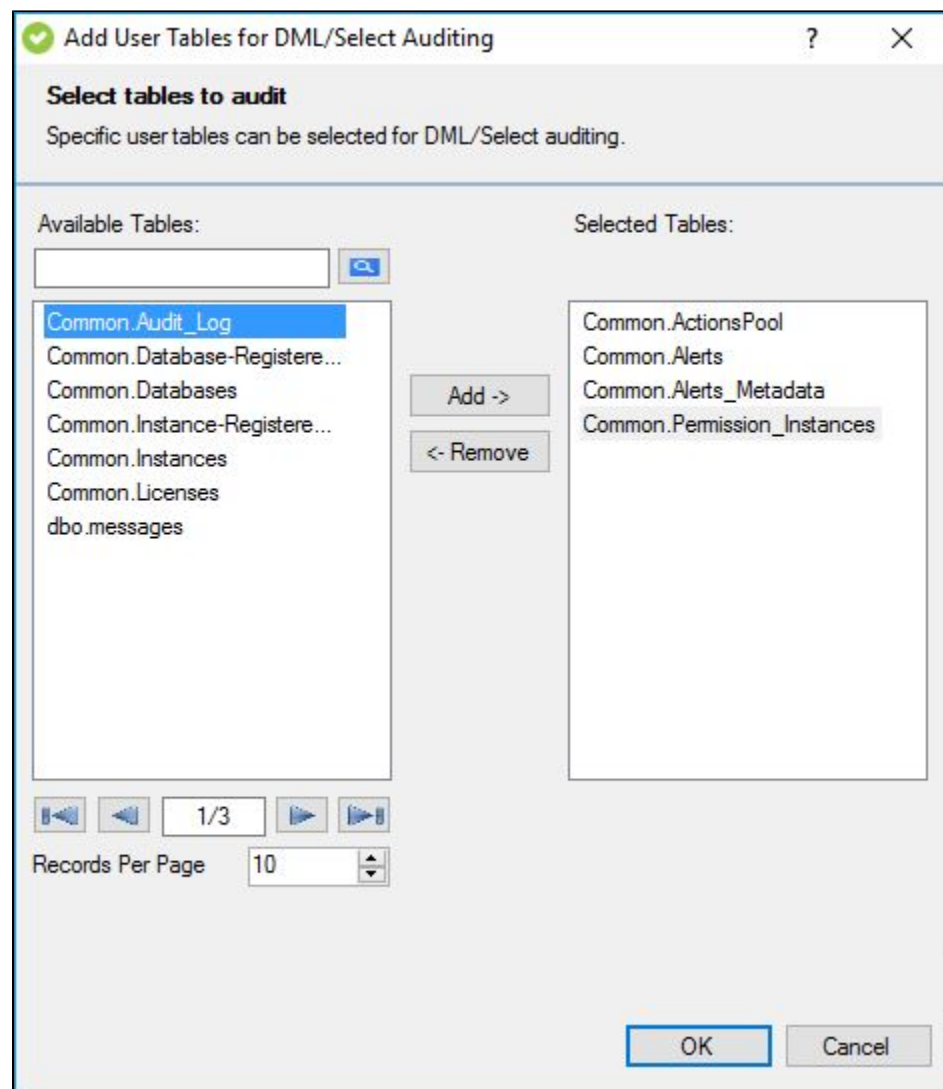 Add User Tables for DML/Select Auditing
?
Select tables to audit
Specific user tables can be selected for DML/Select auditing.
Available Tables:
Common.Audit_Log
Common.Database-Registere...
Common.Databases
Common.Instance-Registere...
Common.Instances
Common.Licenses
dbo.messages
1/3
Records Per Page 10
Add ->
<- Remove
Selected Tables:
Common.ActionsPool
Common.Alerts
Common.Alerts_Metadata
Common.Permission_Instances
OK
Cancel